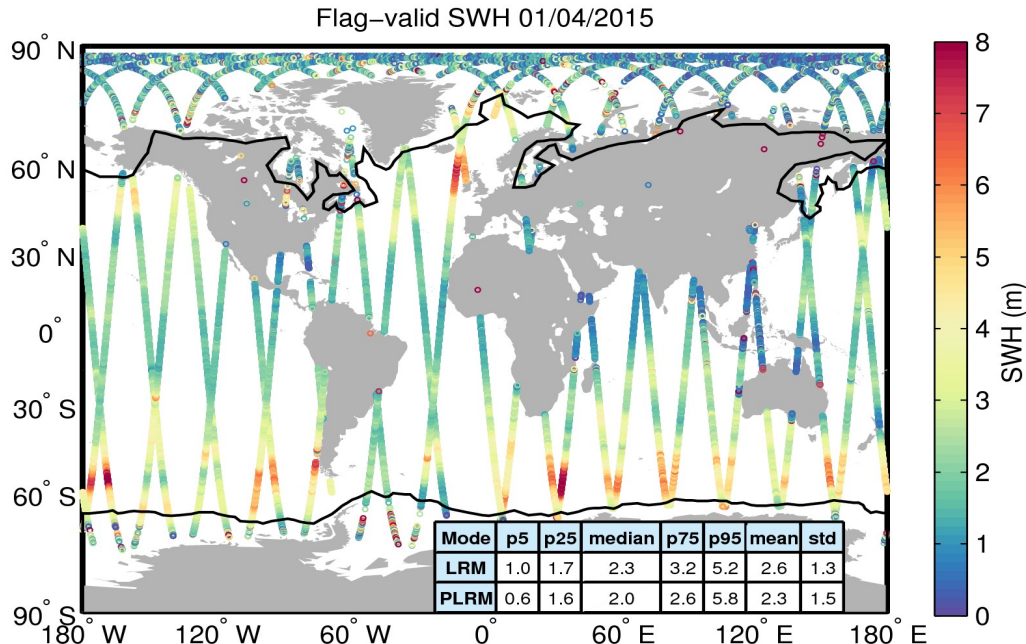 Flag−valid SWH 01/04/2015
90° N
60° N
30° N
0°
30° S
60° S
90° S
180° W 120° W 60° W 0° 60° E 120° E 180° E
Mode p5 p25 median p75 p95 mean std
LRM 1.0 1.7 2.3 3.2 5.2 2.6 1.3
PLRM 0.6 1.6 2.0 2.6 5.8 2.3 1.5
8
7
6
5
4
3
2
1
0
SWH (m)